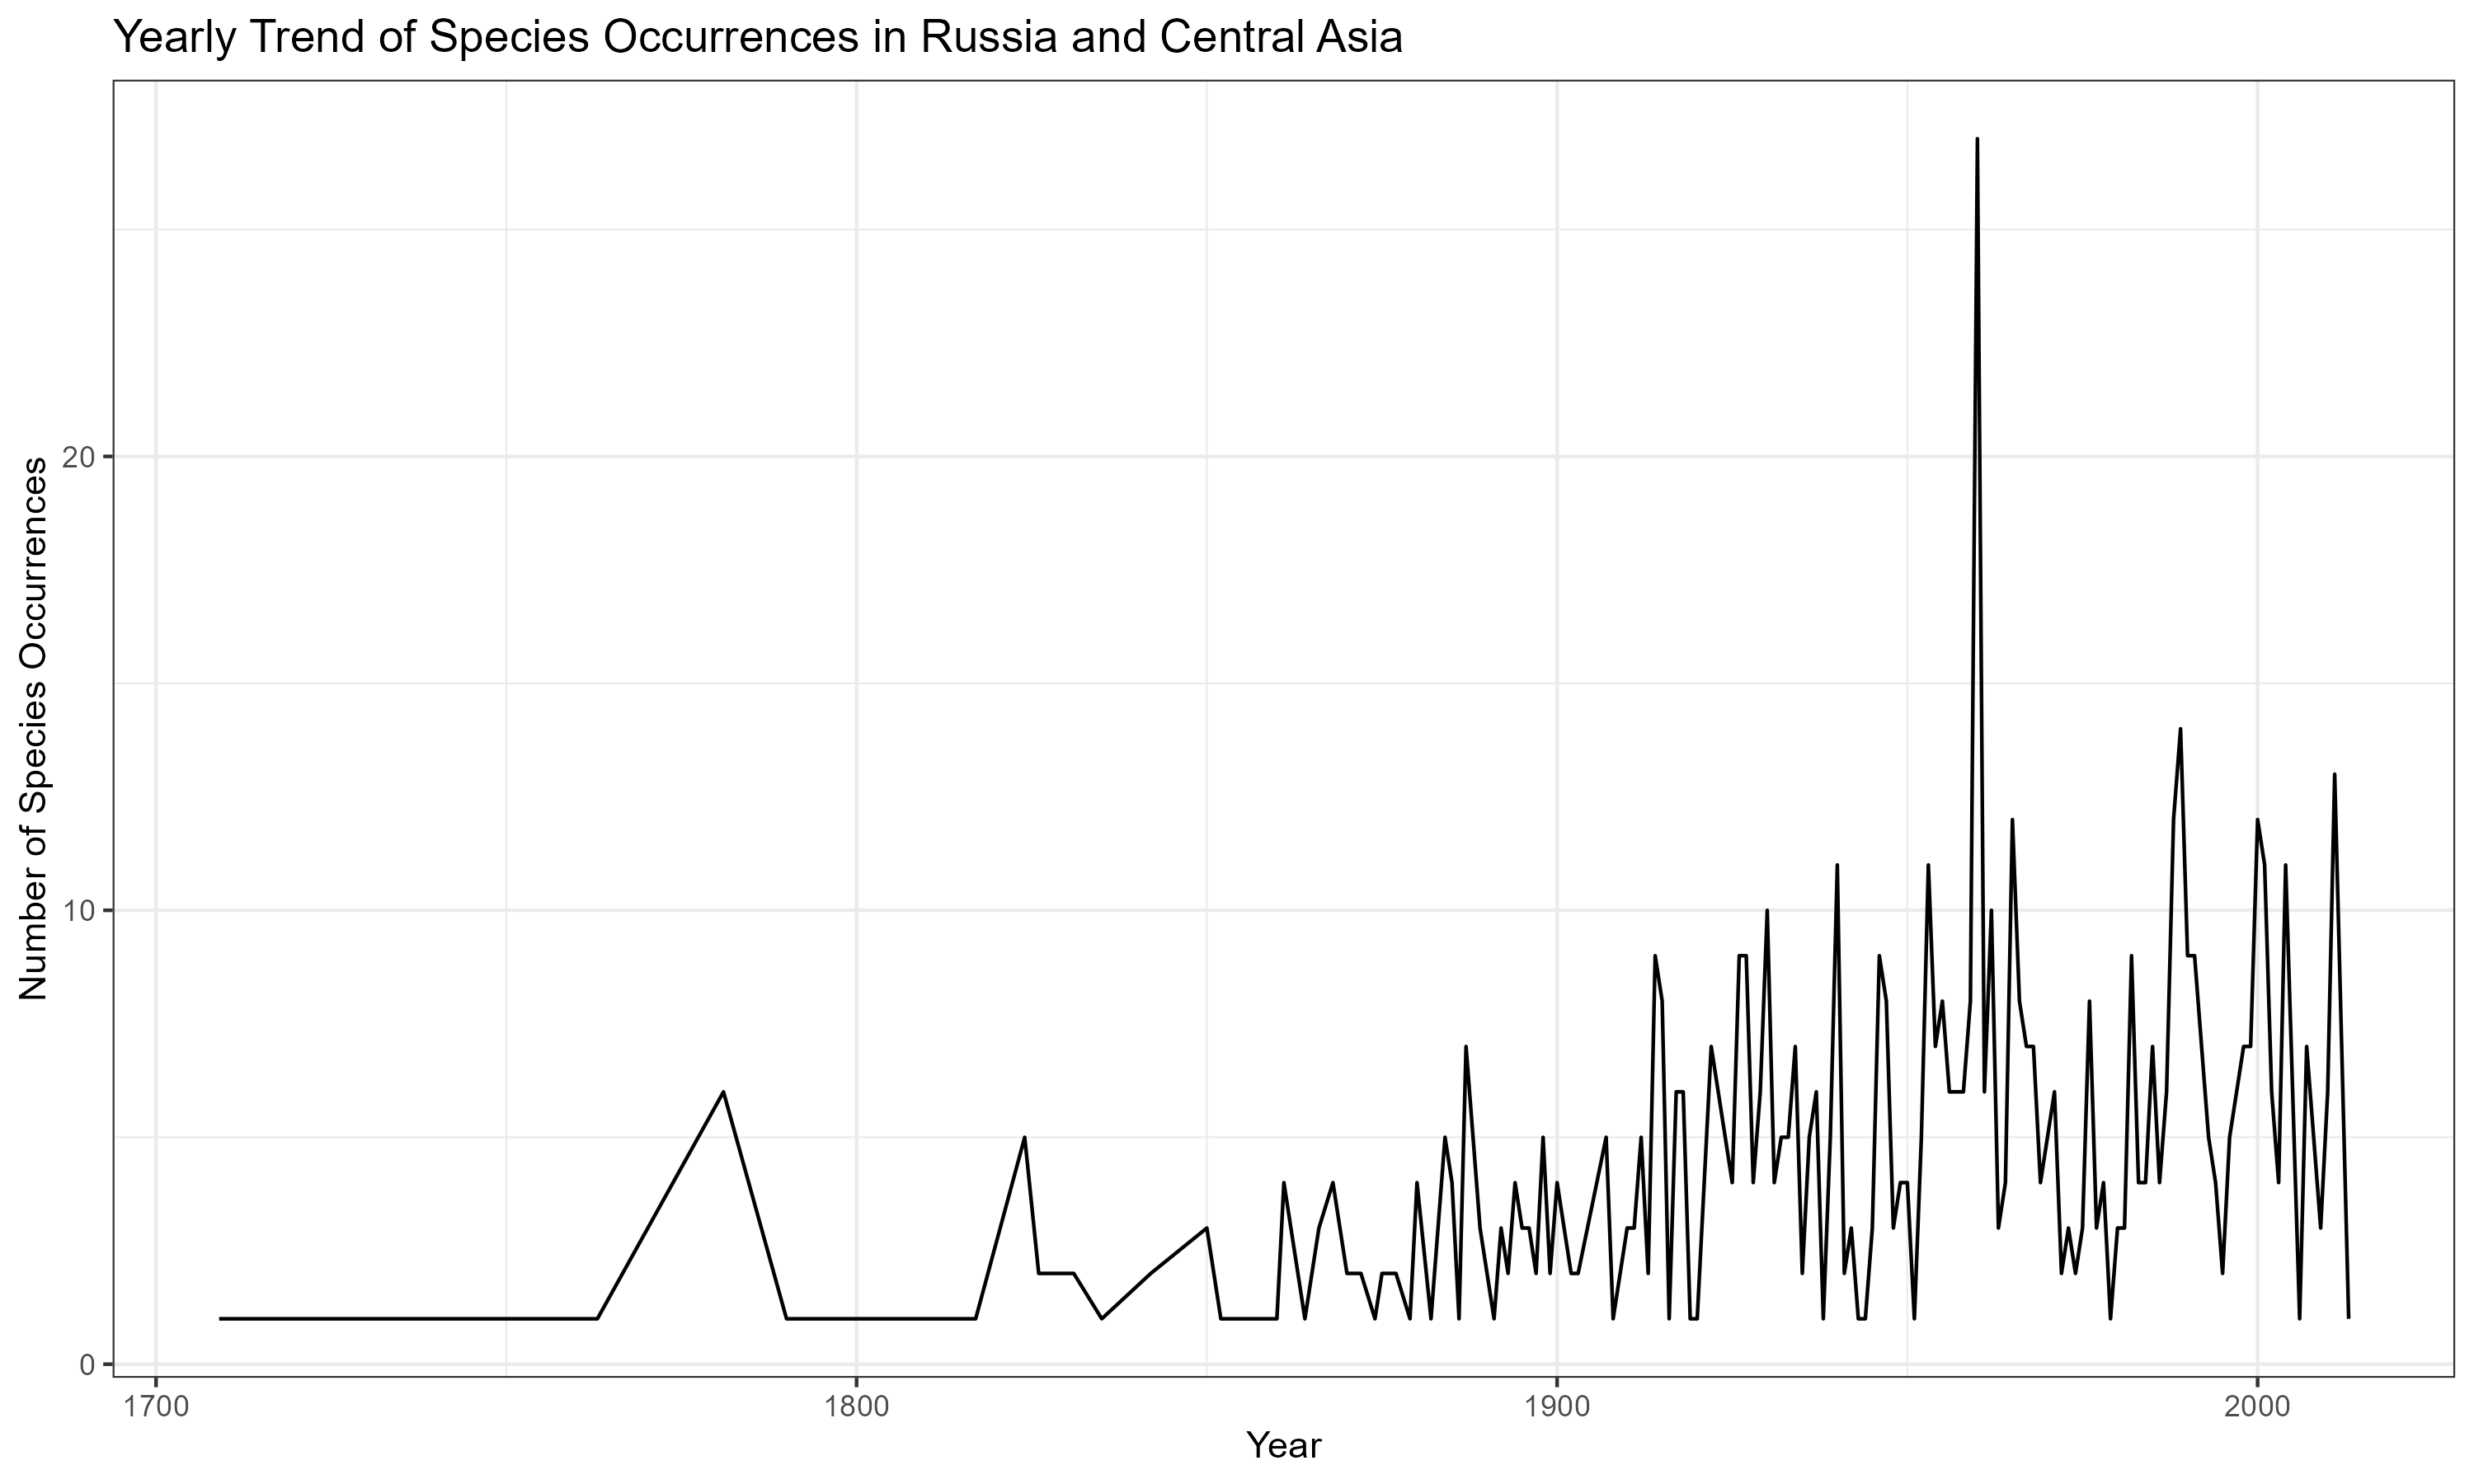 Yearly Trend of Species Occurrences in Russia and Central Asia
Number of Species Occurrences
20
10
0
1700
1800
1900
2000
Year